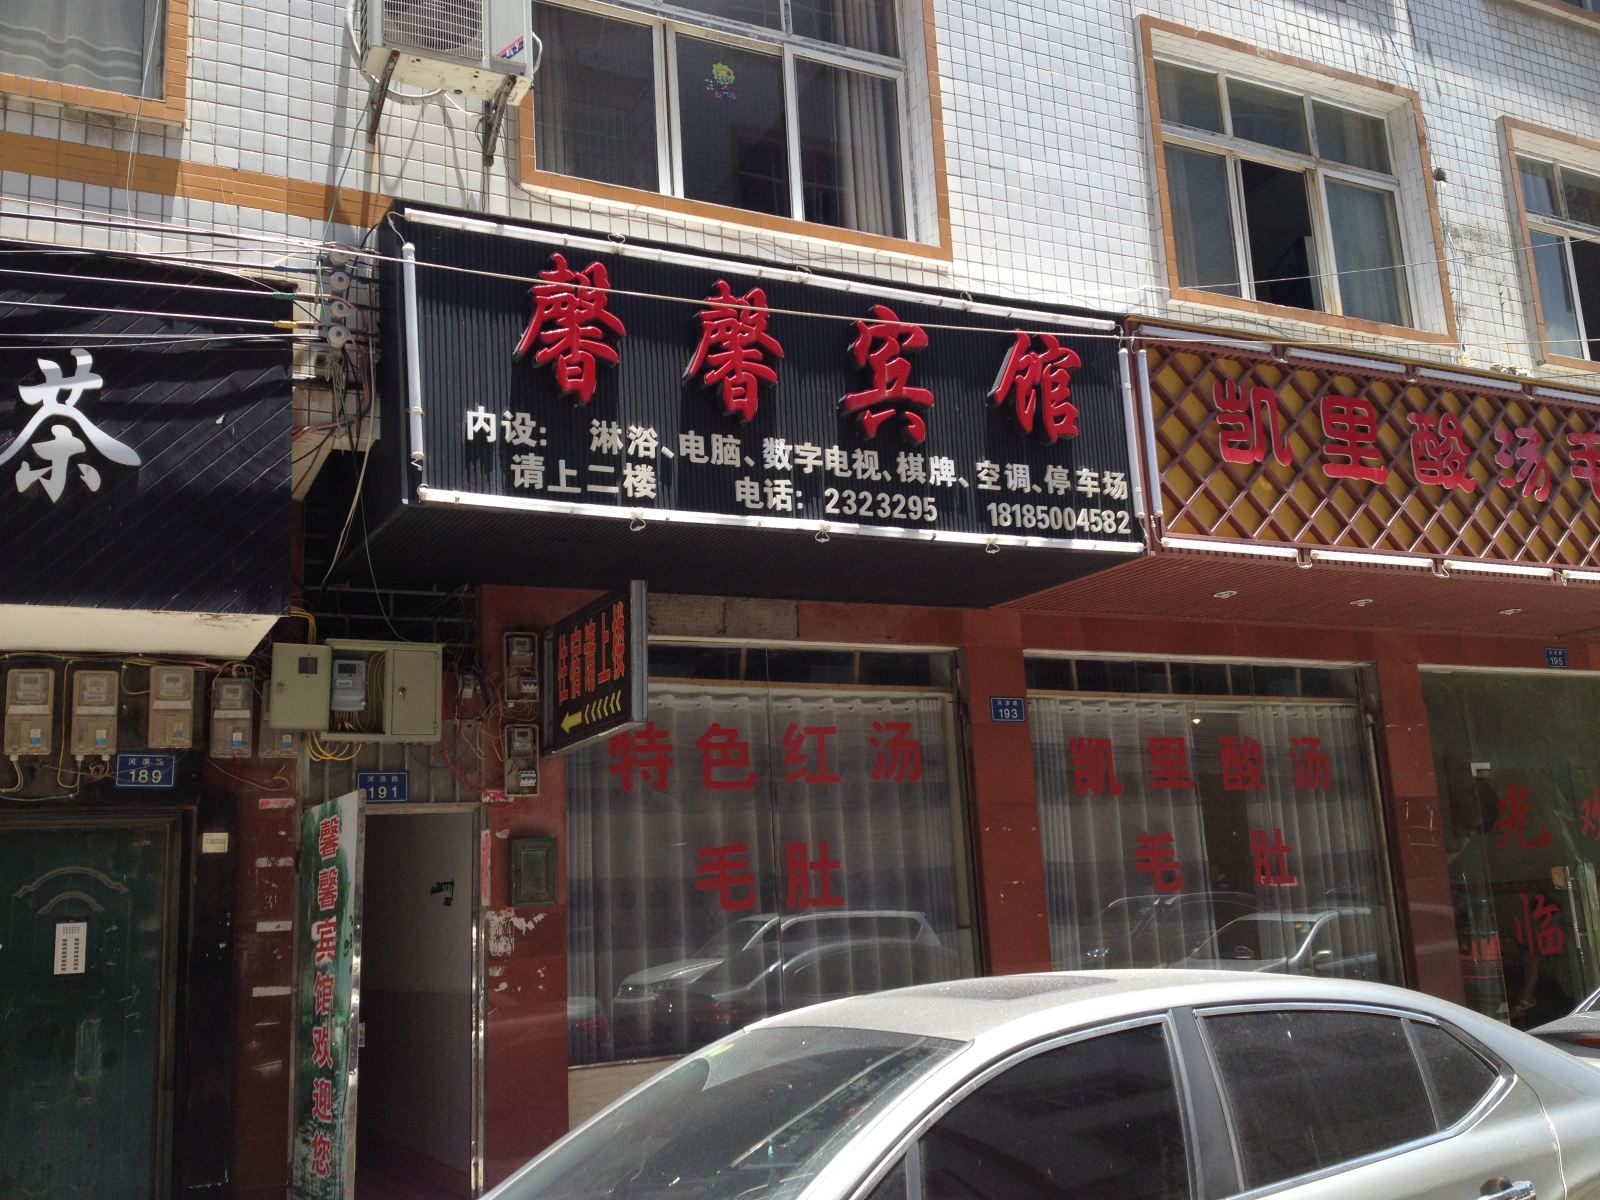 茶
馨馨宾馆
内设: 淋浴、电脑、数字电视、棋牌、空调、停车场
请上二楼 电话: 2323295 18185004582
凯里酸汤毛
住宿请上楼
特色红汤
毛肚
凯里酸汤
毛肚
189
191
193
195
馨馨宾馆欢迎您
光欢
临